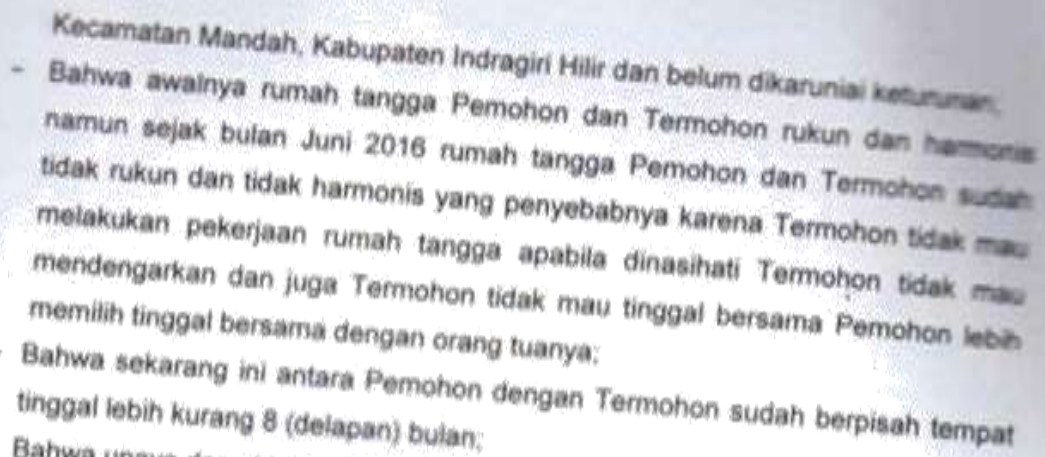 Kecamatan Mandah, Kabupaten Indragiri Hilir dan belum dikaruniai keturunan;
- Bahwa awalnya rumah tangga Pemohon dan Termohon rukun dan harmonis
namun sejak bulan Juni 2016 rumah tangga Pemohon dan Termohon sudah
tidak rukun dan tidak harmonis yang penyebabnya karena Termohon tidak mau
melakukan pekerjaan rumah tangga apabila dinasihati Termohon tidak mau
mendengarkan dan juga Termohon tidak mau tinggal bersama Pemohon lebih
memilih tinggal bersama dengan orang tuanya;
- Bahwa sekarang ini antara Pemohon dengan Termohon sudah berpisah tempat
tinggal lebih kurang 8 (delapan) bulan;
Bahwa